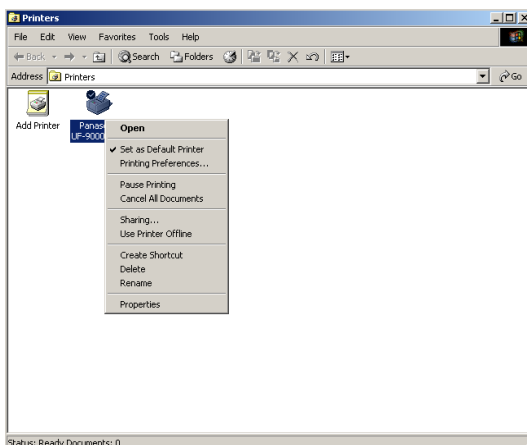 Printers
File Edit View Favorites Tools Help
Back Search Folders
Address Printers Go
Add Printer
Panas
UF-9000
Open
Set as Default Printer
Printing Preferences...
Pause Printing
Cancel All Documents
Sharing...
Use Printer Offline
Create Shortcut
Delete
Rename
Properties
Status: Ready Documents: 0